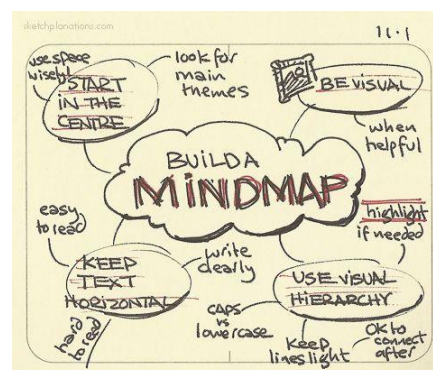 sketchplanations.com
11.1
use space
wisely
START
IN THE
CENTRE
look for
main
themes
BE VISUAL
when
helpful
BUILD A
MINDMAP
easy
to read
KEEP
TEXT
HORIZONTAL
write
clearly
hard
to read
highlight
if needed
USE VISUAL
HIERARCHY
CAPS
vs
lowercase
keep
lines light
OK to
connect
after